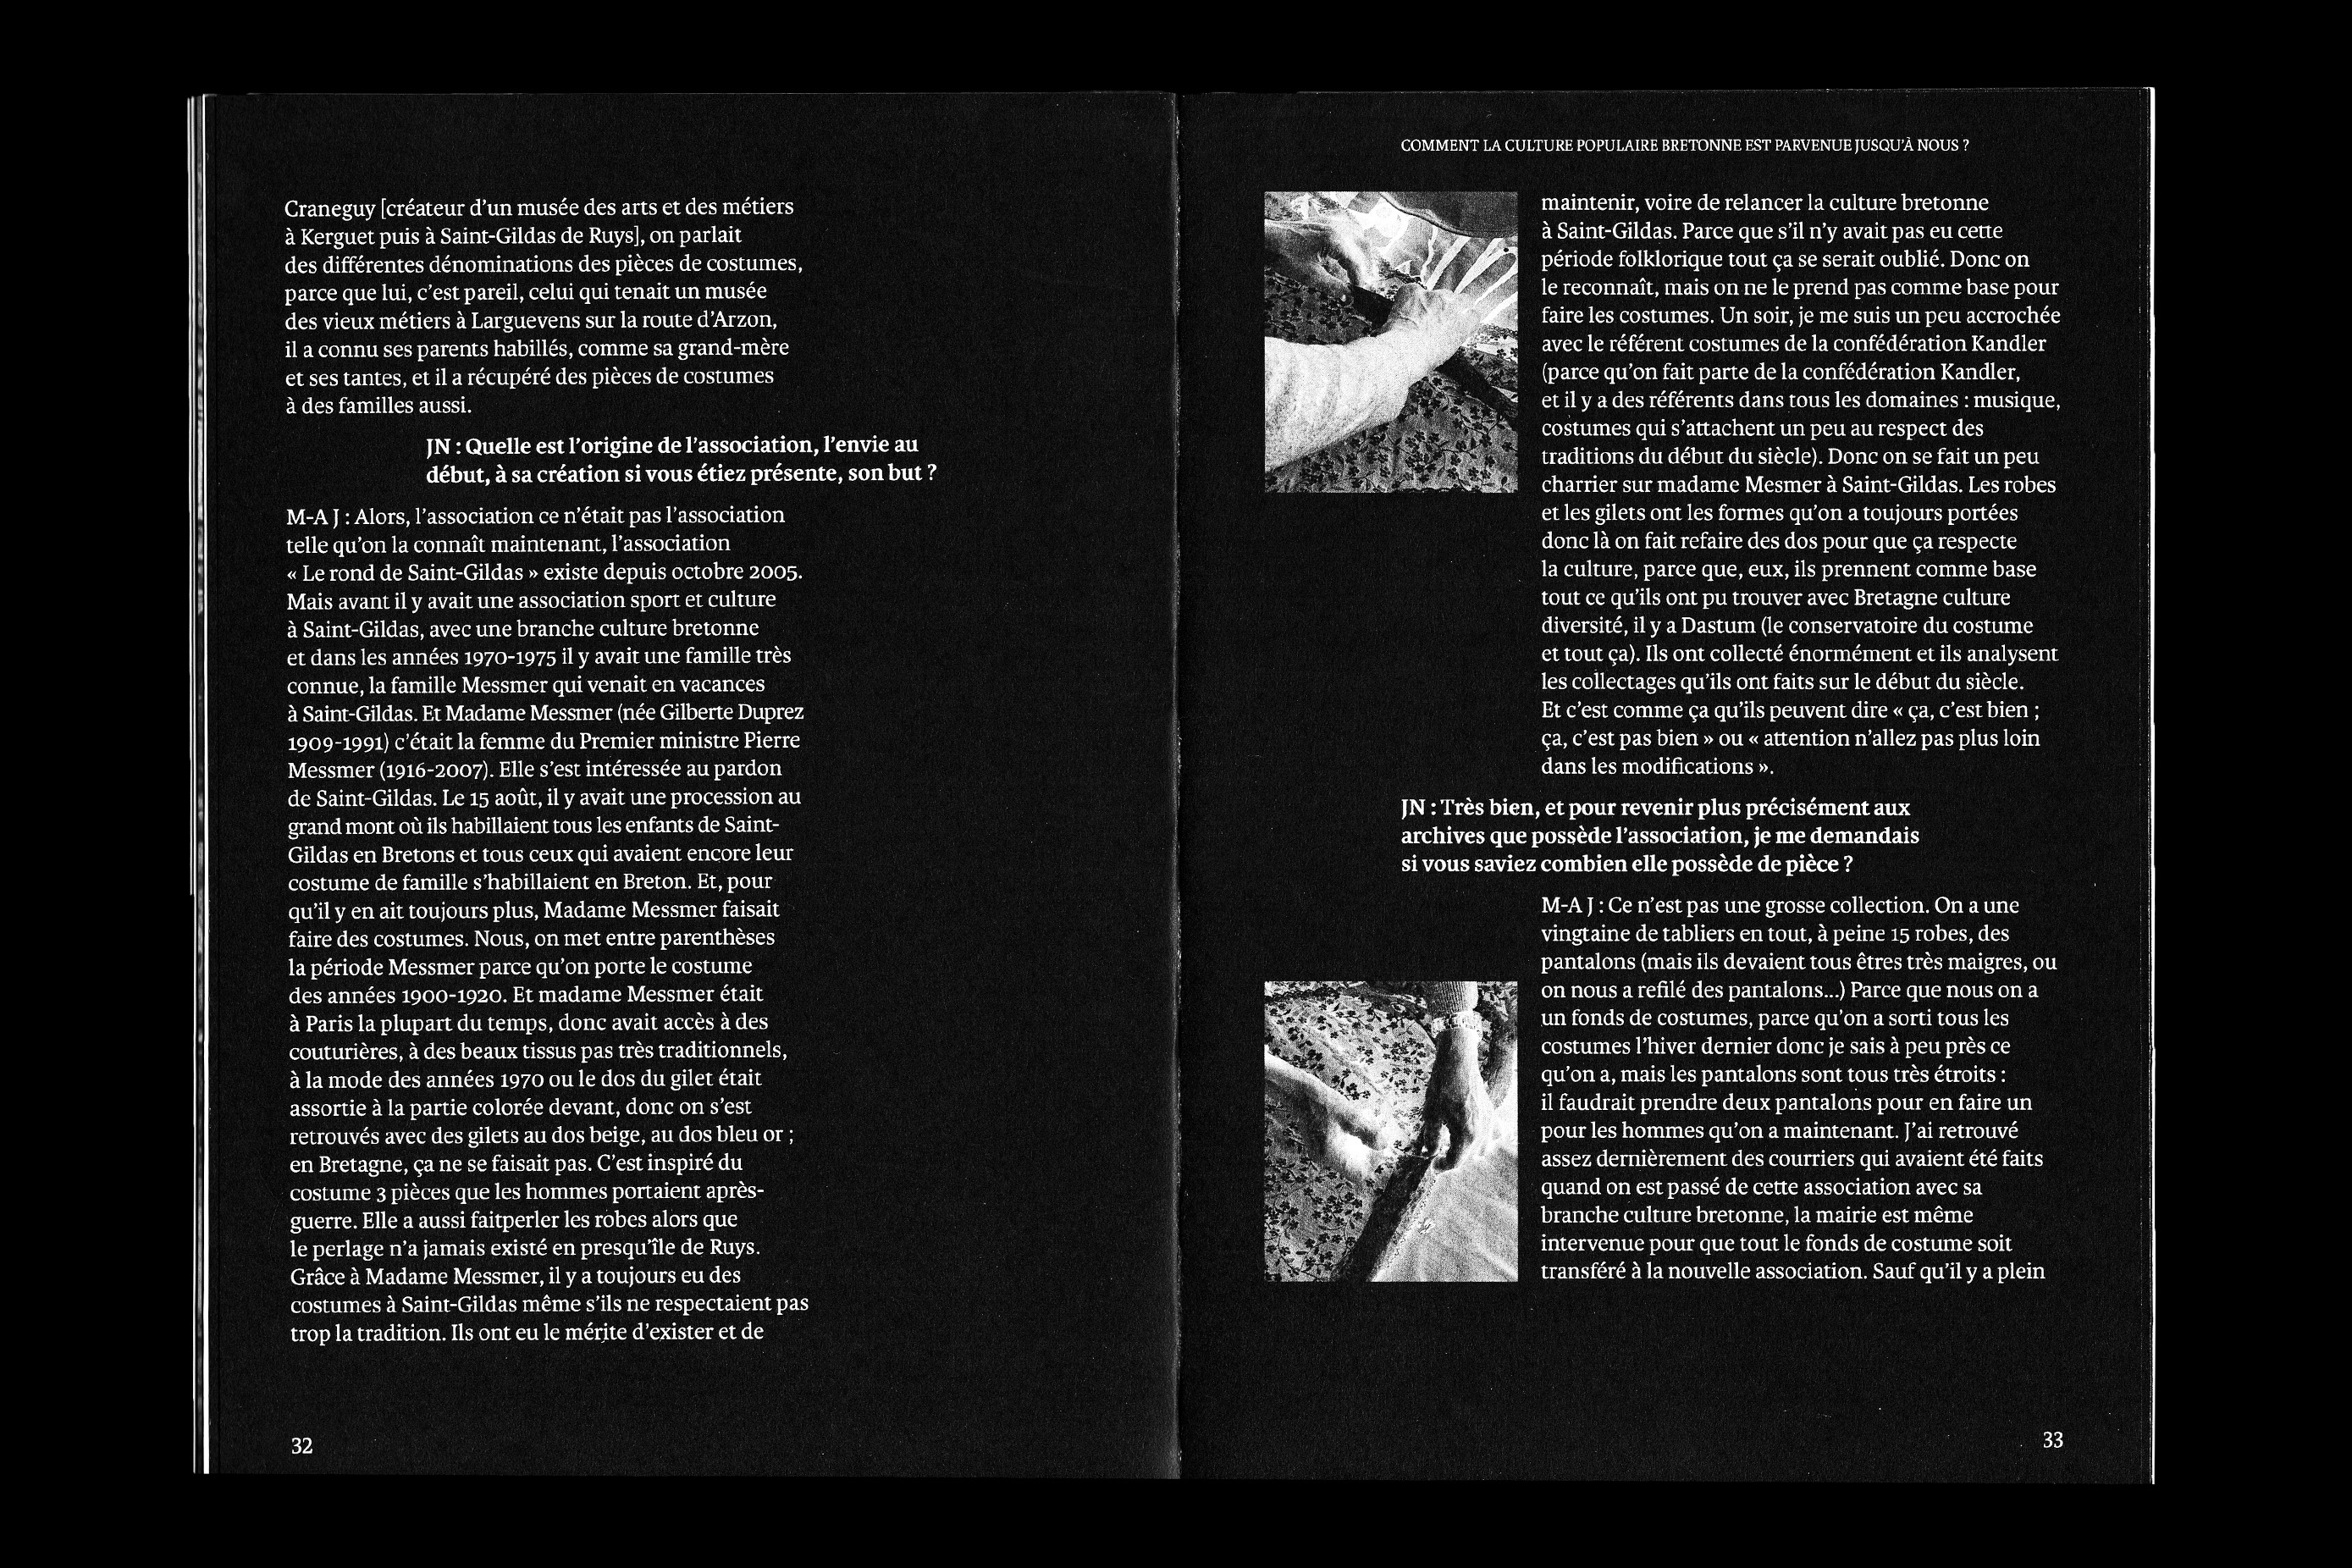 Craneguy [créateur d’un musée des arts et des métiers
à Kerguet puis à Saint-Gildas de Ruys], on parlait
des différentes dénominations des pièces de costumes,
parce que lui, c’est pareil, celui qui tenait un musée
des vieux métiers à Larguevens sur la route d’Arzon,
il a connu ses parents habillés, comme sa grand-mère
et ses tantes, et il a récupéré des pièces de costumes
à des familles aussi.
JN : Quelle est l’origine de l’association, l’envie au
début, à sa création si vous étiez présente, son but ?
M-A J : Alors, l’association ce n’était pas l’association
telle qu’on la connaît maintenant, l’association
« Le rond de Saint-Gildas » existe depuis octobre 2005.
Mais avant il y avait une association sport et culture
à Saint-Gildas, avec une branche culture bretonne
et dans les années 1970-1975 il y avait une famille très
connue, la famille Messmer qui venait en vacances
à Saint-Gildas. Et Madame Messmer (née Gilberte Duprez
1909-1991) c’était la femme du Premier ministre Pierre
Messmer (1916-2007). Elle s’est intéressée au pardon
de Saint-Gildas. Le 15 août, il y avait une procession au
grand mont où ils habillaient tous les enfants de Saint-
Gildas en Bretons et tous ceux qui avaient encore leur
costume de famille s’habillaient en Breton. Et, pour
qu’il y en ait toujours plus, Madame Messmer faisait
faire des costumes. Nous, on met entre parenthèses
la période Messmer parce qu’on porte le costume
des années 1900-1920. Et madame Messmer était
à Paris la plupart du temps, donc avait accès à des
couturières, à des beaux tissus pas très traditionnels,
à la mode des années 1970 ou le dos du gilet était
assortie à la partie colorée devant, donc on s’est
retrouvés avec des gilets au dos beige, au dos bleu or ;
en Bretagne, ça ne se faisait pas. C’est inspiré du
costume 3 pièces que les hommes portaient après-
guerre. Elle a aussi faitperler les robes alors que
le perlage n’a jamais existé en presqu’île de Ruys.
Grâce à Madame Messmer, il y a toujours eu des
costumes à Saint-Gildas même s’ils ne respectaient pas
trop la tradition. Ils ont eu le mérite d’exister et de
32
COMMENT LA CULTURE POPULAIRE BRETONNE EST PARVENUE JUSQU’À NOUS ?
maintenir, voire de relancer la culture bretonne
à Saint-Gildas. Parce que s’il n’y avait pas eu cette
période folklorique tout ça se serait oublié. Donc on
le reconnaît, mais on ne le prend pas comme base pour
faire les costumes. Un soir, je me suis un peu accrochée
avec le référent costumes de la confédération Kandler
(parce qu’on fait parte de la confédération Kandler,
et il y a des référents dans tous les domaines : musique,
costumes qui s’attachent un peu au respect des
traditions du début du siècle). Donc on se fait un peu
charrier sur madame Mesmer à Saint-Gildas. Les robes
et les gilets ont les formes qu’on a toujours portées
donc là on fait refaire des dos pour que ça respecte
la culture, parce que, eux, ils prennent comme base
tout ce qu’ils ont pu trouver avec Bretagne culture
diversité, il y a Dastum (le conservatoire du costume
et tout ça). Ils ont collecté énormément et ils analysent
les collectages qu’ils ont faits sur le début du siècle.
Et c’est comme ça qu’ils peuvent dire « ça, c’est bien ;
ça, c’est pas bien » ou « attention n’allez pas plus loin
dans les modifications ».
JN : Très bien, et pour revenir plus précisément aux
archives que possède l’association, je me demandais
si vous saviez combien elle possède de pièce ?
M-A J : Ce n’est pas une grosse collection. On a une
vingtaine de tabliers en tout, à peine 15 robes, des
pantalons (mais ils devaient tous êtres très maigres, ou
on nous a refilé des pantalons...) Parce que nous on a
un fonds de costumes, parce qu’on a sorti tous les
costumes l’hiver dernier donc je sais à peu près ce
qu’on a, mais les pantalons sont tous très étroits :
il faudrait prendre deux pantalons pour en faire un
pour les hommes qu’on a maintenant. J’ai retrouvé
assez dernièrement des courriers qui avaient été faits
quand on est passé de cette association avec sa
branche culture bretonne, la mairie est même
intervenue pour que tout le fonds de costume soit
transféré à la nouvelle association. Sauf qu’il y a plein
33